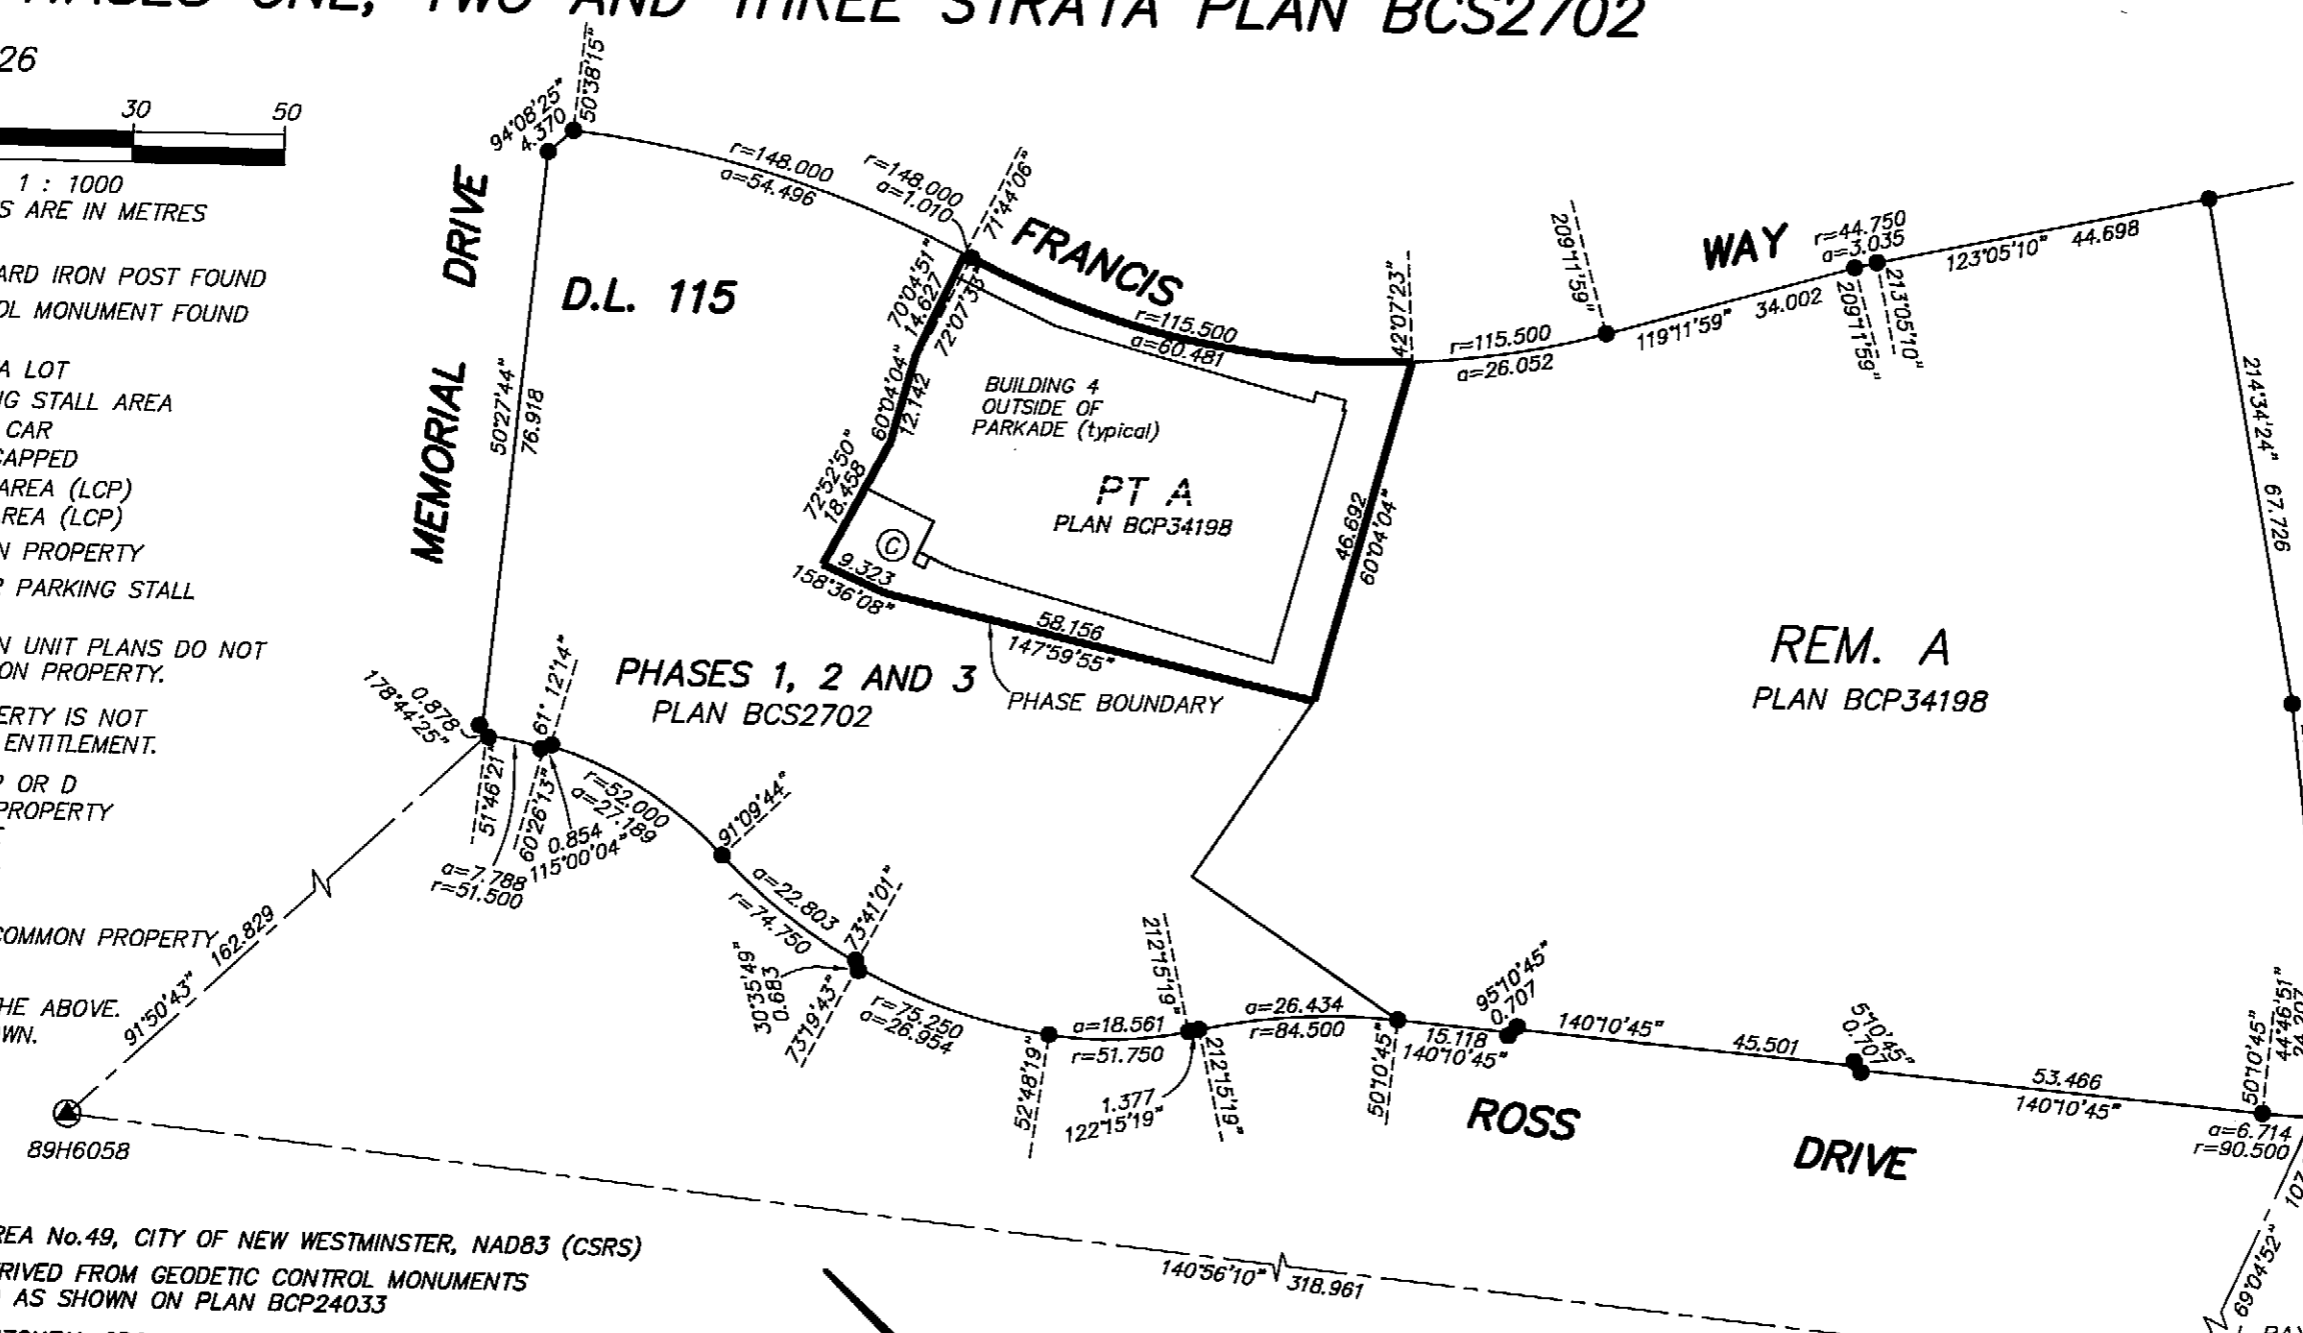 PHASES ONE, TWO AND THREE STRATA PLAN BCS2702
26
30 50
1 : 1000
S ARE IN METRES
ARD IRON POST FOUND
OL MONUMENT FOUND
A LOT
NG STALL AREA
CAR
CAPPED
AREA (LCP)
REA (LCP)
N PROPERTY
PARKING STALL
N UNIT PLANS DO NOT
ON PROPERTY.
ERTY IS NOT
ENTITLEMENT.
P OR D
PROPERTY
COMMON PROPERTY
HE ABOVE.
WN.
94°08'25"
4.370
50°38'15"
r=148.000
a=54.496
r=148.000
a=1.010
71°44'06"
FRANCIS
WAY
MEMORIAL DRIVE
D.L. 115
50°27'44"
76.918
70°04'51"
14.627
72°07'33"
60°04'04"
12.142
72°52'50"
18.458
r=115.500
a=60.481
42°07'23"
r=115.500
a=26.052
209°11'59"
119°11'59" 34.002
r=44.750
a=3.035
209°11'59"
213°05'10"
123°05'10" 44.698
214°34'24" 67.726
BUILDING 4
OUTSIDE OF
PARKADE (typical)
PT A
PLAN BCP34198
C
46.692
60°04'04"
9.323
158°36'08"
58.156
147°59'55"
PHASE BOUNDARY
PHASES 1, 2 AND 3
PLAN BCS2702
REM. A
PLAN BCP34198
0.878
178°44'25"
61°12'14"
51°46'21"
60°26'13"
a=7.788
r=51.500
0.854
115°00'04"
r=52.000
a=27.189
91°09'44"
a=22.803
r=74.750
73°41'01"
30°35'49"
0.683
73°19'43"
r=75.250
a=26.954
52°48'19"
a=18.561
r=51.750
212°15'19"
1.377
122°15'19"
212°15'19"
a=26.434
r=84.500
50°10'45"
15.118
140°10'45"
95°10'45"
0.707
140°10'45" 45.501
5°10'45"
0.707
53.466
140°10'45"
50°10'45"
44°46'51"
a=6.714
r=90.500
107
69°04'52"
ROSS DRIVE
91°50'43" 162.829
89H6058
140°56'10" 318.961
REA No.49, CITY OF NEW WESTMINSTER, NAD83 (CSRS)
RIVED FROM GEODETIC CONTROL MONUMENTS
AS SHOWN ON PLAN BCP24033